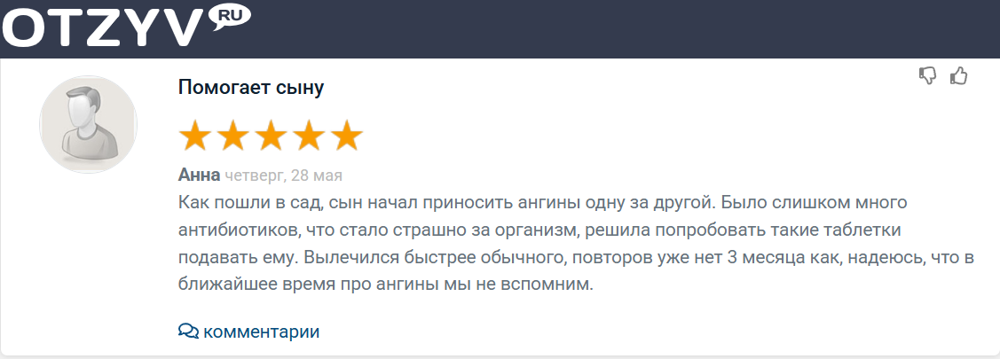 OTZYV RU
Помогает сыну
Анна четверг, 28 мая
Как пошли в сад, сын начал приносить ангины одну за другой. Было слишком много
антибиотиков, что стало страшно за организм, решила попробовать такие таблетки
подавать ему. Вылечился быстрее обычного, повторов уже нет 3 месяца как, надеюсь, что в
ближайшее время про ангины мы не вспомним.
комментарии